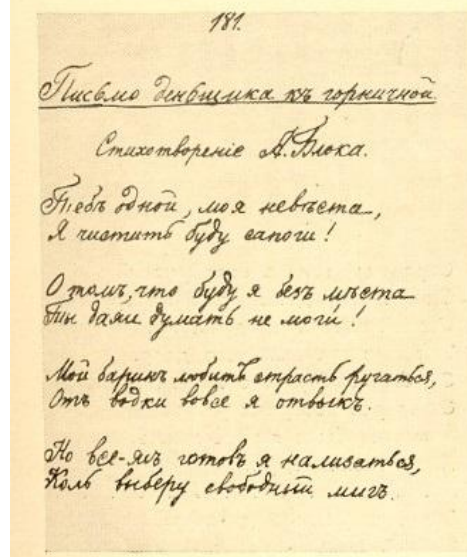 181.
Письмо деньщика къ горничной
Стихотвореніе А. Блока.
Тебѣ одной, моя невѣста,
Я чистить буду сапоги!
О томъ, что буду я безъ мѣста
Ты даже думать не моги!
Мой баринъ любитъ страсть ругаться,
Отъ водки вовсе я отвыкъ.
Но все-жъ готовъ я нализаться,
Коль выберу свободный мигъ.